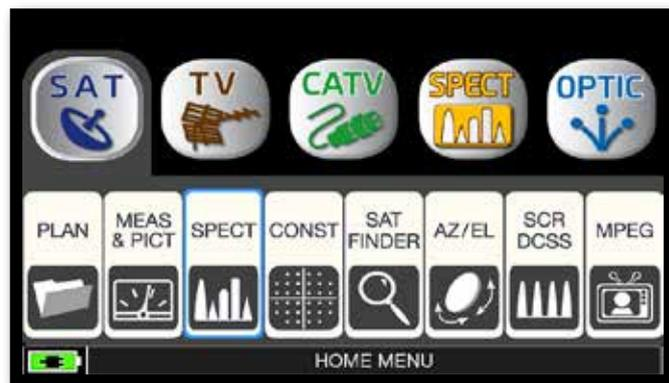 SAT TV CATV SPECT OPTIC
PLAN MEAS & PICT SPECT CONST SAT FINDER AZ/EL SCR DCSS MPEG
HOME MENU